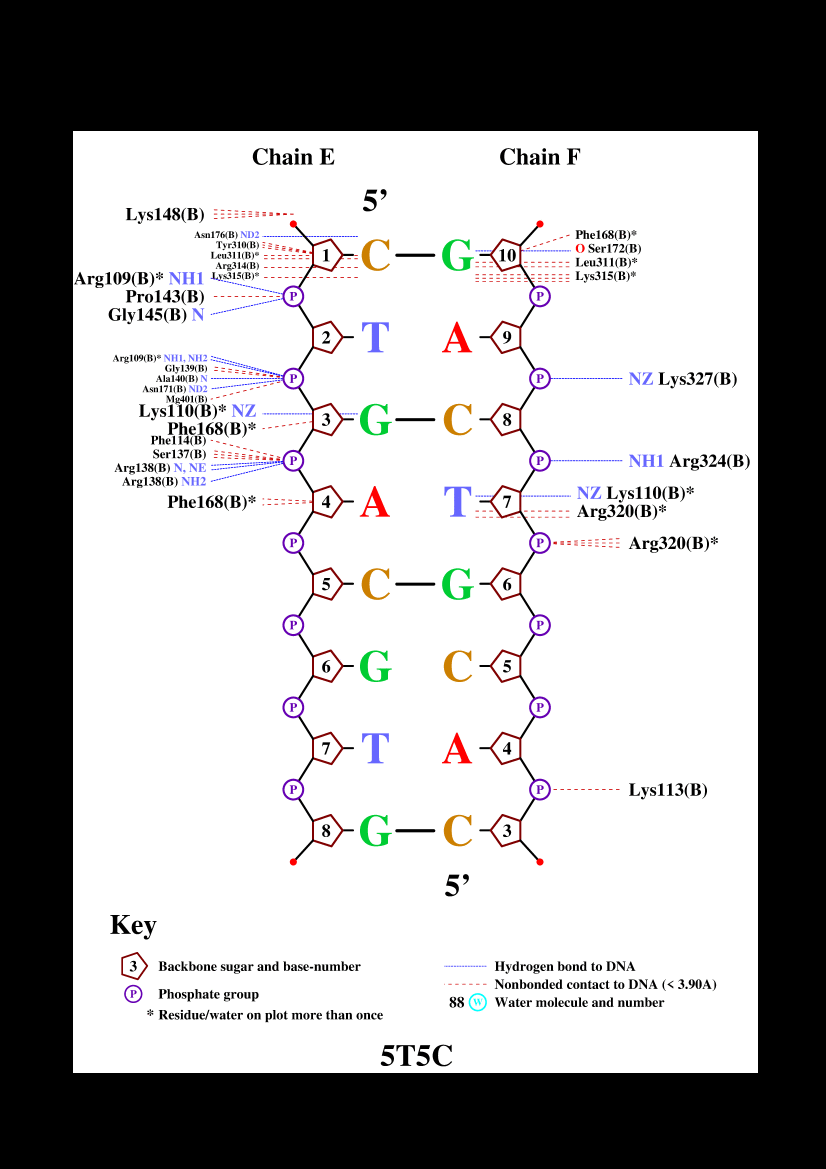 Chain E
Chain F
5’
Lys148(B)
Asn176(B) ND2
Tyr310(B)
Leu311(B)*
Arg314(B)
Lys315(B)*
1 C G 10
Phe168(B)*
O Ser172(B)
Leu311(B)*
Lys315(B)*
Arg109(B)* NH1
Pro143(B)
Gly145(B) N
P P
2 T A 9
Arg109(B)* NH1, NH2
Gly139(B)
Ala140(B) N
Asn171(B) ND2
Mg401(B)
P P
NZ Lys327(B)
Lys110(B)* NZ
Phe168(B)*
3 G C 8
Phe114(B)
Ser137(B)
Arg138(B) N, NE
Arg138(B) NH2
P P
NH1 Arg324(B)
Phe168(B)*
4 A T 7
NZ Lys110(B)*
Arg320(B)*
P P
Arg320(B)*
5 C G 6
P P
6 G C 5
P P
7 T A 4
P P
Lys113(B)
8 G C 3
5’
Key
3 Backbone sugar and base-number
P Phosphate group
* Residue/water on plot more than once
Hydrogen bond to DNA
Nonbonded contact to DNA (< 3.90A)
88 W Water molecule and number
5T5C